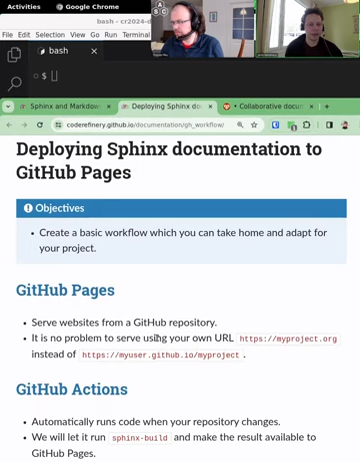 Activities
Google Chrome
bash - cr2024-d
File Edit Selection View Go Run Terminal
bash
$
Sphinx and Markdow
Deploying Sphinx do
Collaborative docum
coderefinery.github.io/documentation/gh_workflow/
Deploying Sphinx documentation to
GitHub Pages
Objectives
Create a basic workflow which you can take home and adapt for
your project.
GitHub Pages
Serve websites from a GitHub repository.
It is no problem to serve using your own URL https://myproject.org
instead of https://myuser.github.io/myproject .
GitHub Actions
Automatically runs code when your repository changes.
We will let it run sphinx-build and make the result available to
GitHub Pages.